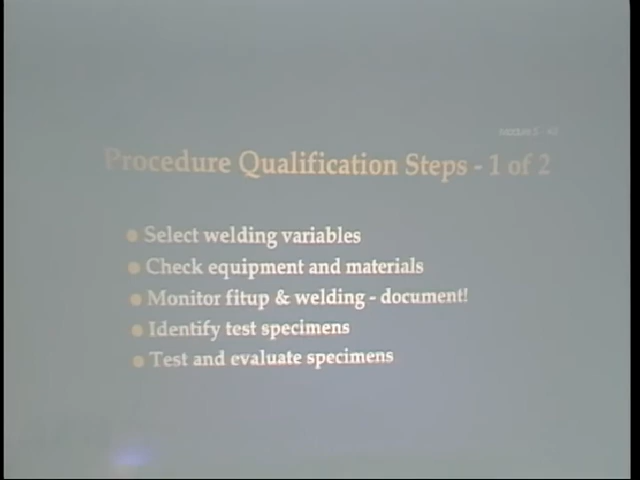 Procedure Qualification Steps - 1 of 2
Select welding variables
Check equipment and materials
Monitor fitup & welding - document!
Identify test specimens
Test and evaluate specimens